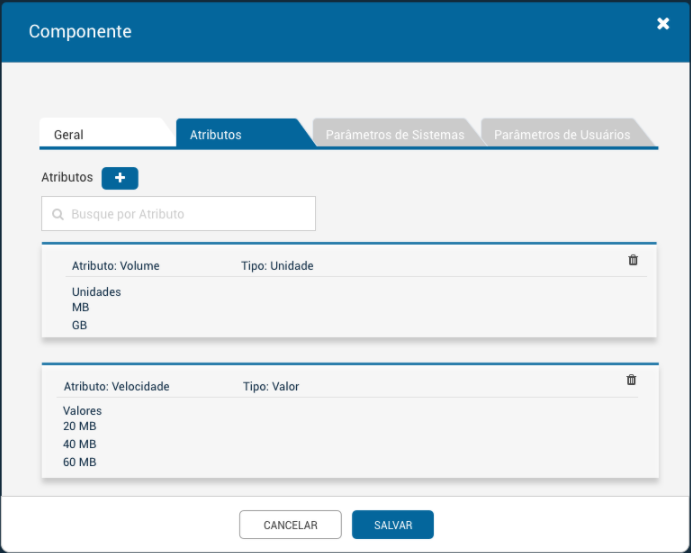 Componente
Geral
Atributos
Parâmetros de Sistemas
Parâmetros de Usuários
Atributos
Busque por Atributo
Atributo: Volume
Tipo: Unidade
Unidades
MB
GB
Atributo: Velocidade
Tipo: Valor
Valores
20 MB
40 MB
60 MB
CANCELAR
SALVAR